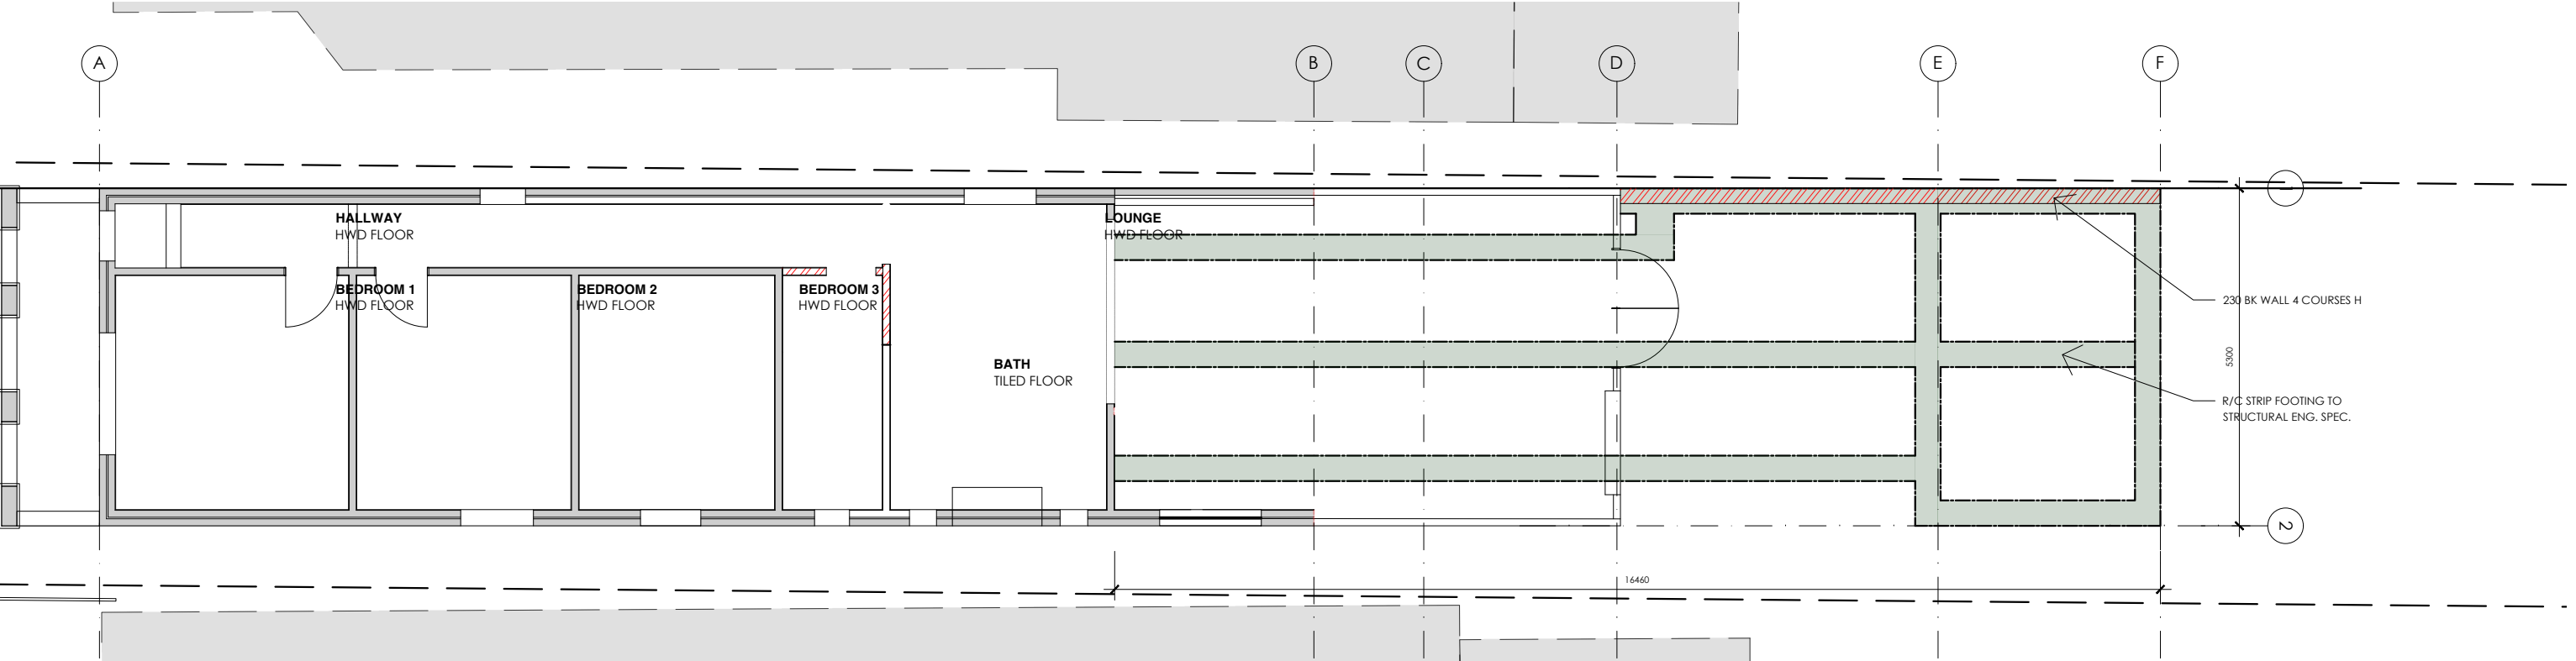 A
B
C
D
E
F
HALLWAY
HWD FLOOR
LOUNGE
HWD FLOOR
1
BEDROOM 1
HWD FLOOR
BEDROOM 2
HWD FLOOR
BEDROOM 3
HWD FLOOR
230 BK WALL 4 COURSES H
BATH
TILED FLOOR
5300
R/C STRIP FOOTING TO
STRUCTURAL ENG. SPEC.
2
16460